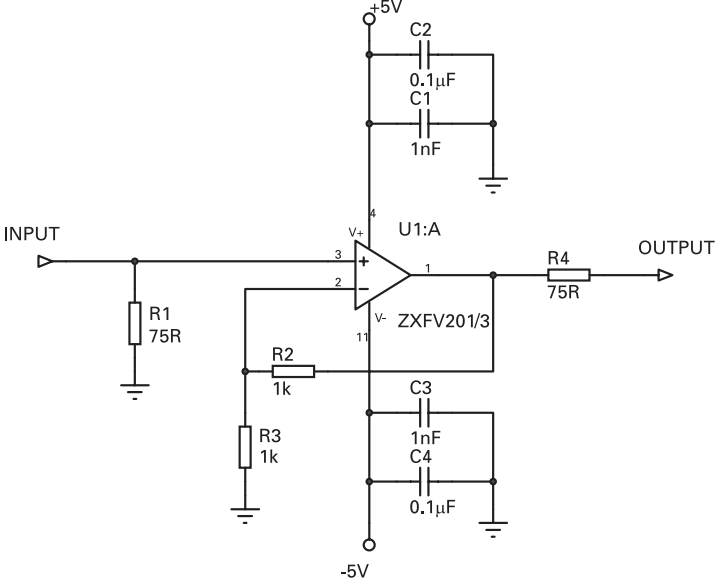 +5V
C2
0.1µF
C1
1nF
4
V+
U1:A
INPUT
3
+
2
−
1
R4
75R
OUTPUT
R1
75R
V-
ZXFV201/3
11
R2
1k
C3
1nF
R3
1k
C4
0.1µF
-5V